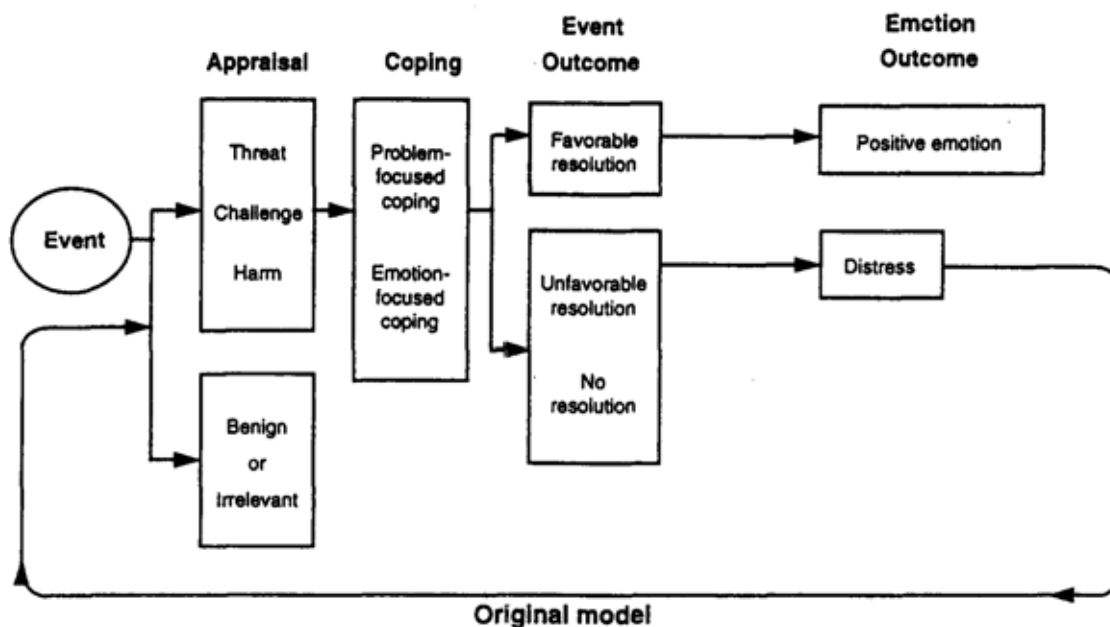 Appraisal
Coping
Event
Outcome
Emction
Outcome
Event
Threat
Challenge
Harm
Benign
or
Irrelevant
Problem-
focused
coping
Emotion-
focused
coping
Favorable
resolution
Unfavorable
resolution
No
resolution
Positive emotion
Distress
Original model